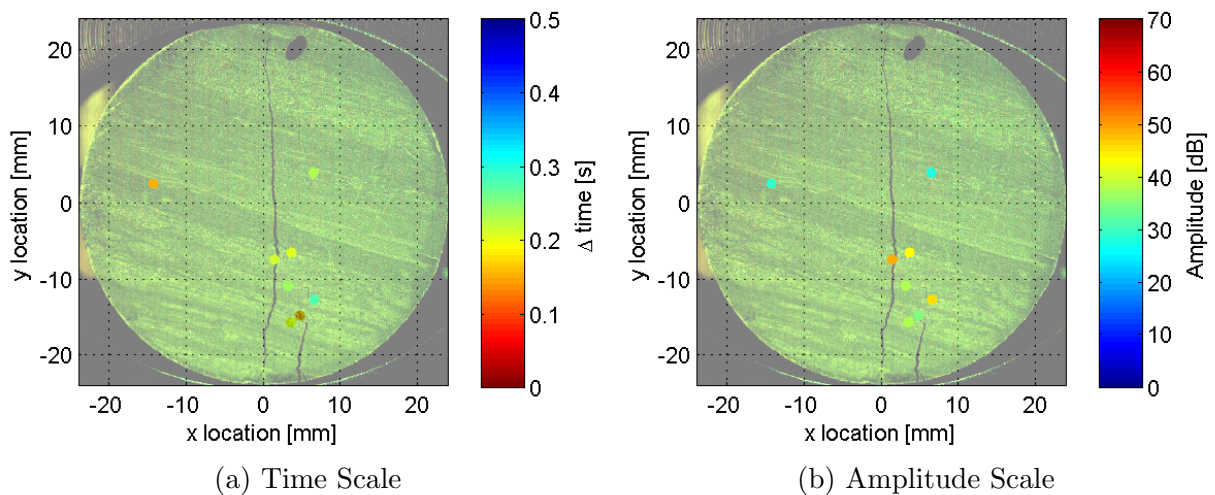 20
10
0
-10
-20
y location [mm]
-20 -10 0 10 20
x location [mm]
0.5
0.4
0.3
0.2
0.1
0
Δ time [s]
(a) Time Scale
20
10
0
-10
-20
y location [mm]
-20 -10 0 10 20
x location [mm]
70
60
50
40
30
20
10
0
Amplitude [dB]
(b) Amplitude Scale